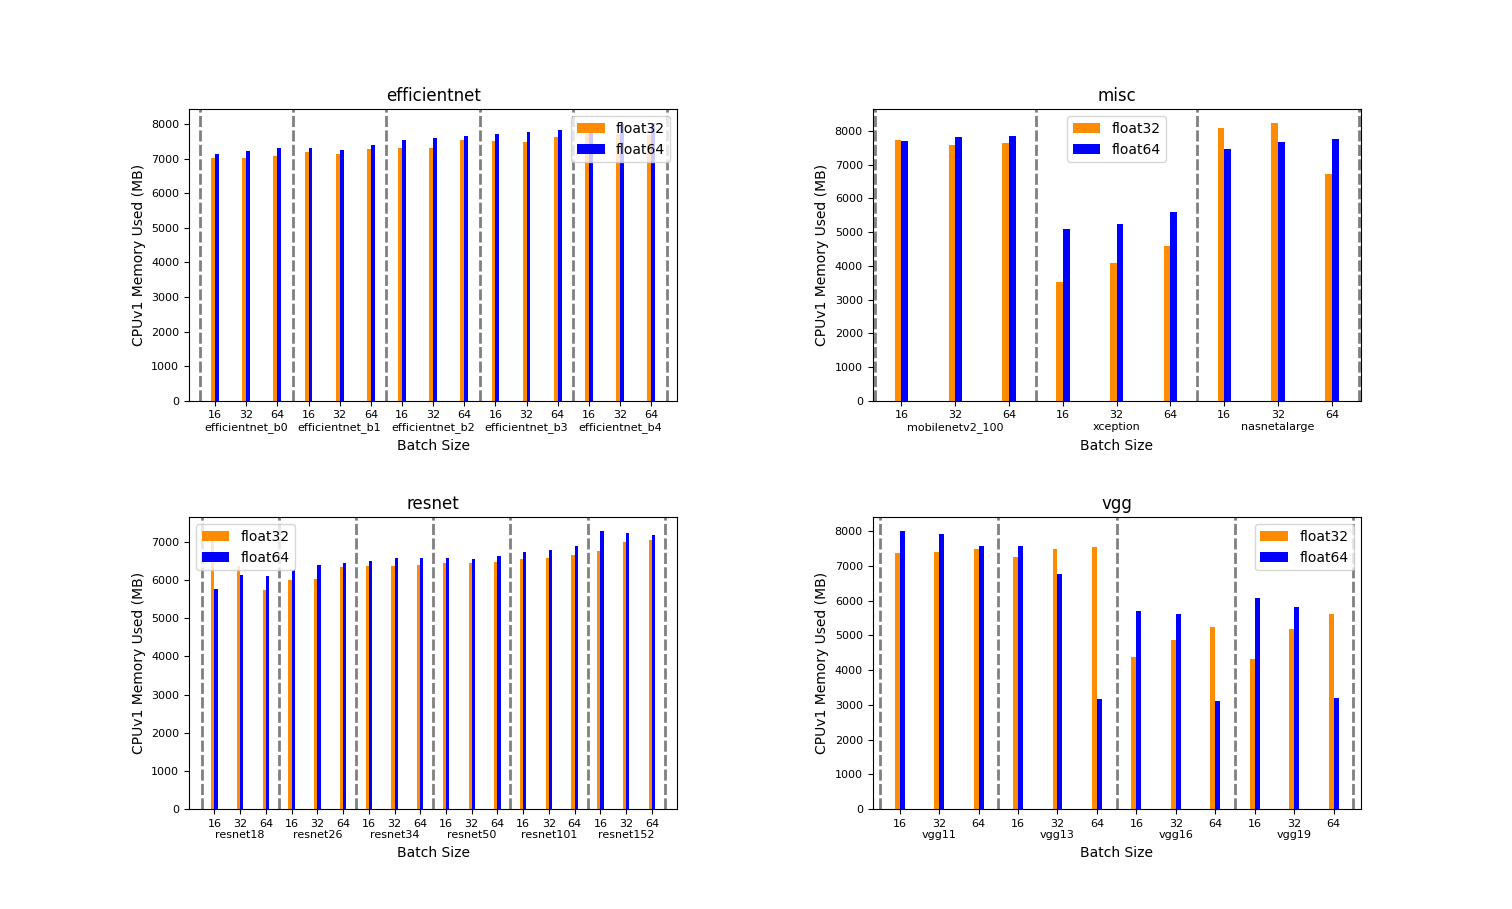 efficientnet
CPUv1 Memory Used (MB)
8000
7000
6000
5000
4000
3000
2000
1000
0
float32
float64
16 32 64 16 32 64 16 32 64 16 32 64 16 32 64
efficientnet_b0 efficientnet_b1 efficientnet_b2 efficientnet_b3 efficientnet_b4
Batch Size
misc
CPUv1 Memory Used (MB)
8000
7000
6000
5000
4000
3000
2000
1000
0
float32
float64
16 32 64 16 32 64 16 32 64
mobilenetv2_100 xception nasnetalarge
Batch Size
resnet
CPUv1 Memory Used (MB)
7000
6000
5000
4000
3000
2000
1000
0
float32
float64
16 32 64 16 32 64 16 32 64 16 32 64 16 32 64 16 32 64
resnet18 resnet26 resnet34 resnet50 resnet101 resnet152
Batch Size
vgg
CPUv1 Memory Used (MB)
8000
7000
6000
5000
4000
3000
2000
1000
0
float32
float64
16 32 64 16 32 64 16 32 64 16 32 64
vgg11 vgg13 vgg16 vgg19
Batch Size